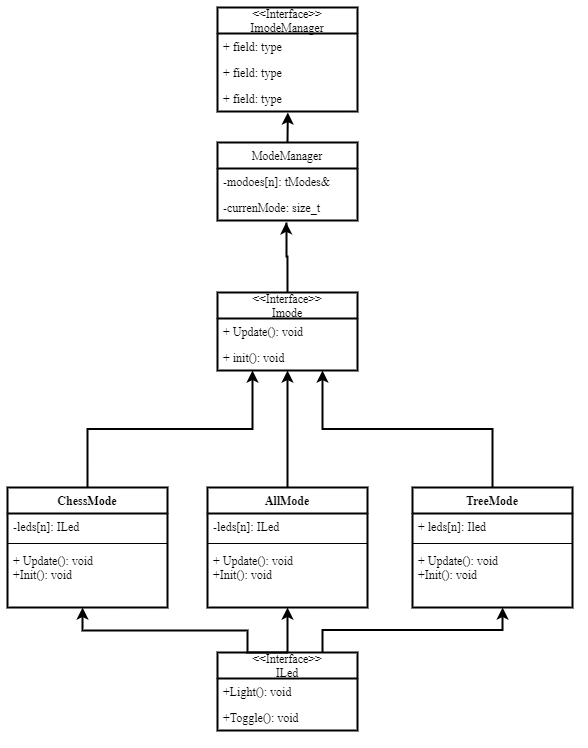 <<Interface>>
ImodeManager
+ field: type
+ field: type
+ field: type
ModeManager
-modoes[n]: tModes&
-currenMode: size_t
<<Interface>>
Imode
+ Update(): void
+ init(): void
ChessMode
-leds[n]: ILed
+ Update(): void
+Init(): void
AllMode
-leds[n]: ILed
+ Update(): void
+Init(): void
TreeMode
+ leds[n]: Iled
+ Update(): void
+Init(): void
<<Interface>>
ILed
+Light(): void
+Toggle(): void